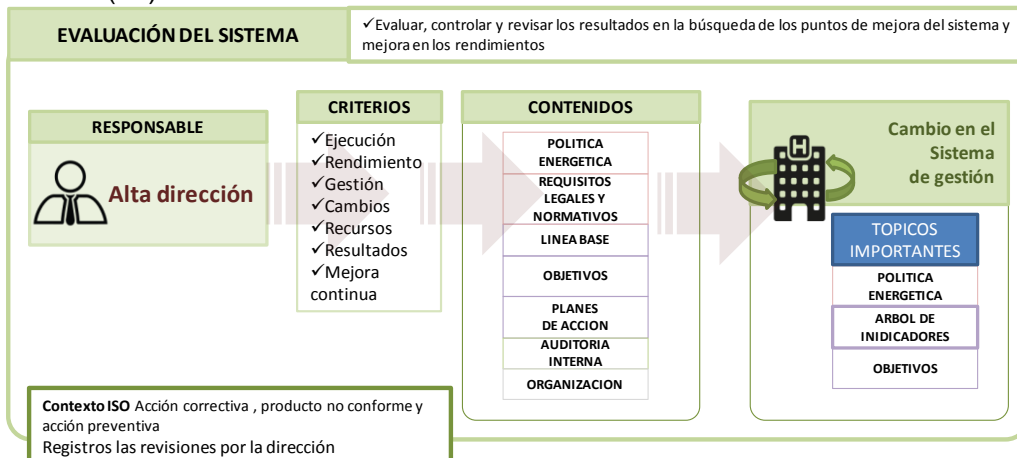 EVALUACIÓN DEL SISTEMA
✓Evaluar, controlar y revisar los resultados en la búsqueda de los puntos de mejora del sistema y
mejora en los rendimientos
RESPONSABLE
Alta dirección
CRITERIOS
✓Ejecución
✓Rendimiento
✓Gestión
✓Cambios
✓Recursos
✓Resultados
✓Mejora
continua
CONTENIDOS
POLITICA
ENERGETICA
REQUISITOS
LEGALES Y
NORMATIVOS
LINEA BASE
OBJETIVOS
PLANES
DE ACCION
AUDITORIA
INTERNA
ORGANIZACION
H
Cambio en el
Sistema
de gestión
TOPICOS
IMPORTANTES
POLITICA
ENERGETICA
ARBOL DE
INIDICADORES
OBJETIVOS
Contexto ISO Acción correctiva , producto no conforme y
acción preventiva
Registros las revisiones por la dirección